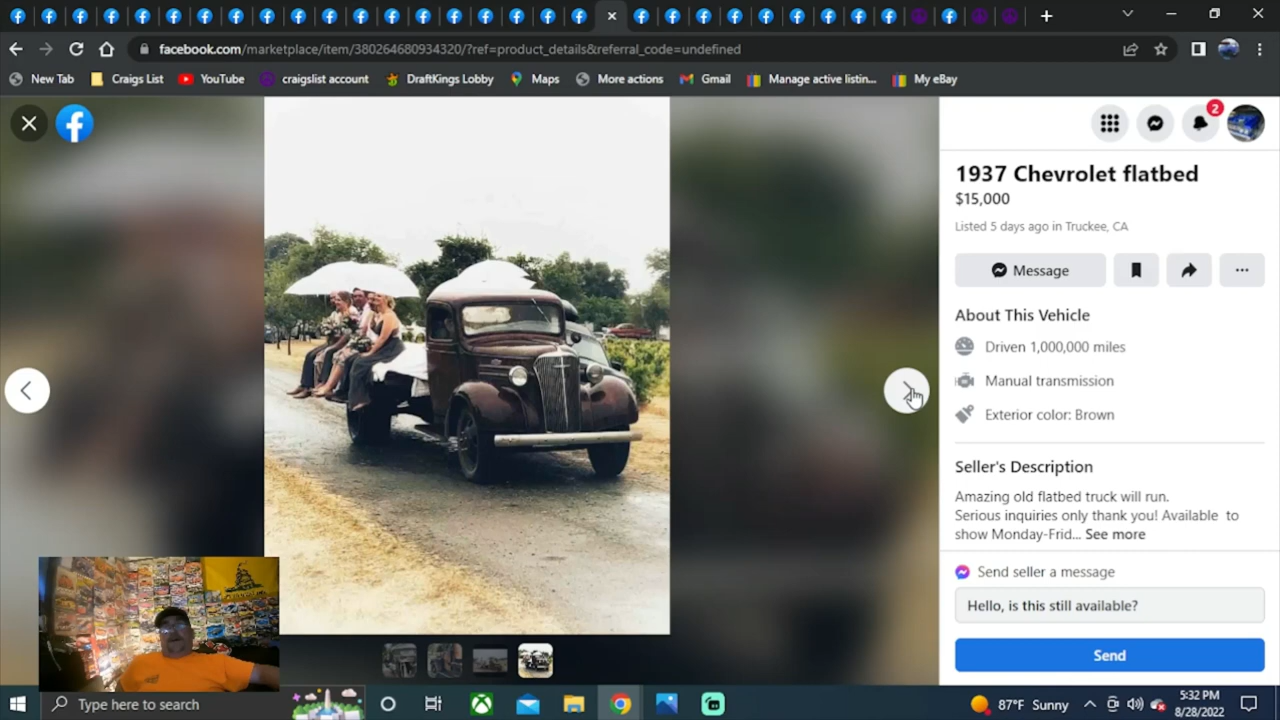 facebook.com/marketplace/item/380264680934320/?ref=product_details&referral_code=undefined
New Tab Craigs List YouTube craigslist account DraftKings Lobby Maps More actions Gmail Manage active listin... My eBay
2
1937 Chevrolet flatbed
$15,000
Listed 5 days ago in Truckee, CA
Message
About This Vehicle
Driven 1,000,000 miles
Manual transmission
Exterior color: Brown
Seller's Description
Amazing old flatbed truck will run.
Serious inquiries only thank you! Available to
show Monday-Frid... See more
Send seller a message
Hello, is this still available?
Send
Type here to search
87°F Sunny
5:32 PM
8/28/2022